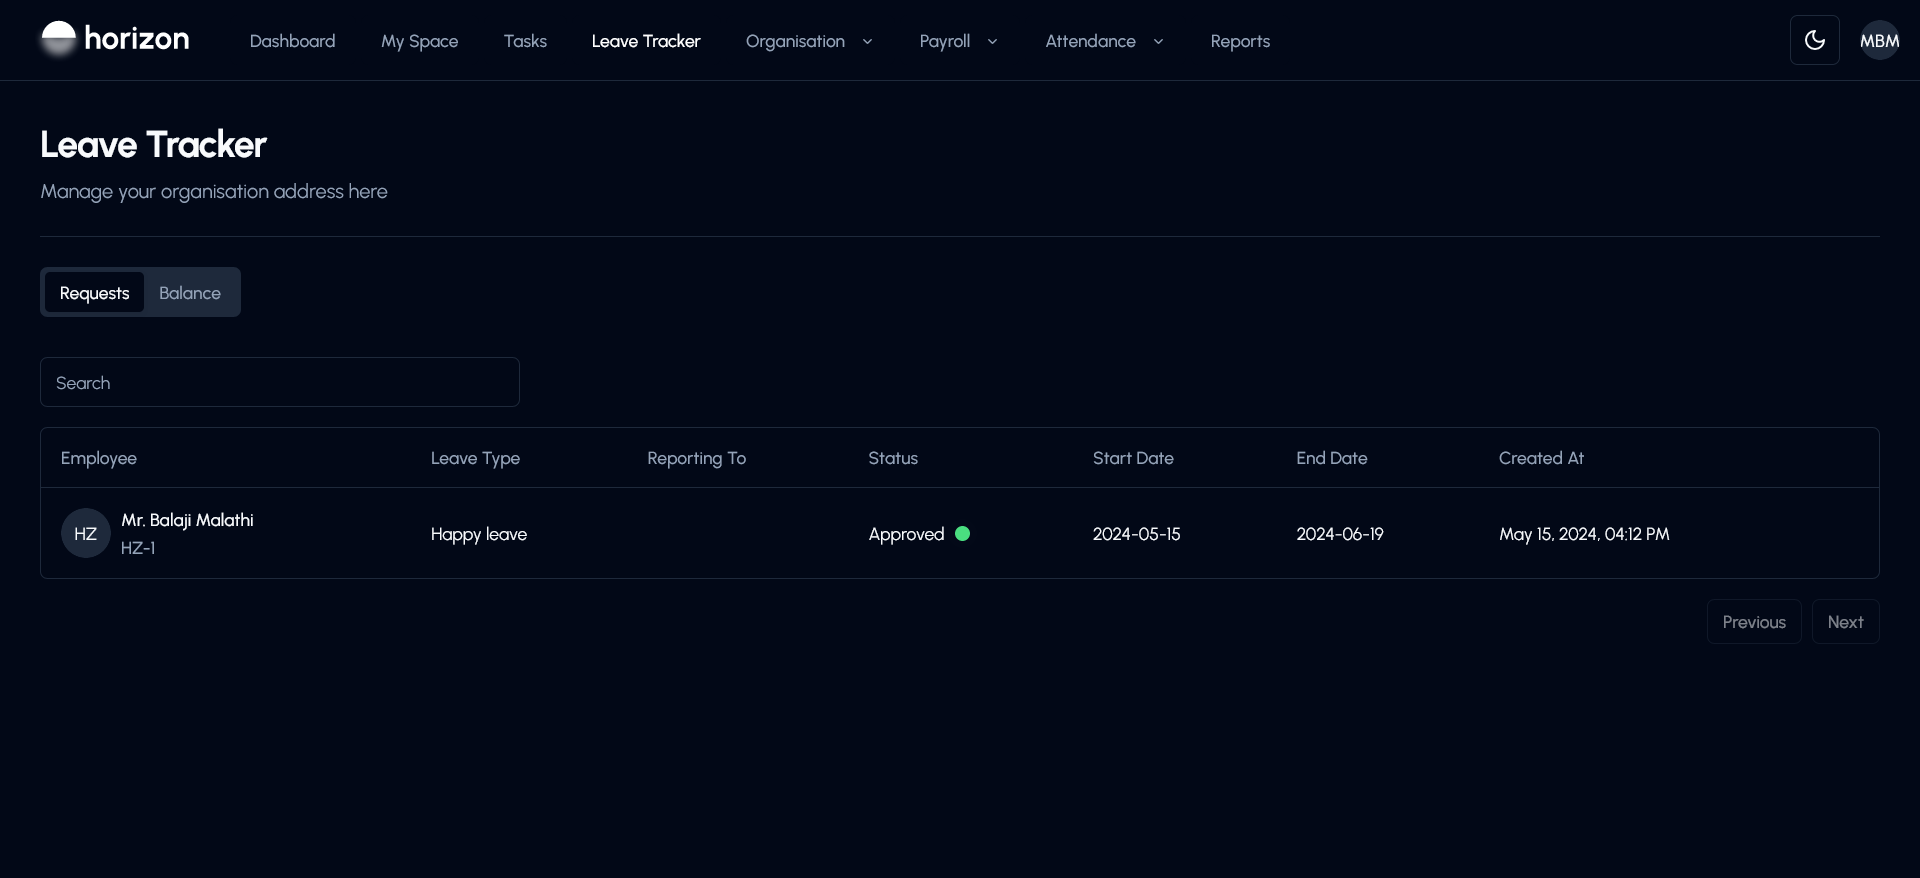 horizon
Dashboard My Space Tasks Leave Tracker Organisation Payroll Attendance Reports MBM
Leave Tracker
Manage your organisation address here
Requests Balance
Search
Employee Leave Type Reporting To Status Start Date End Date Created At
HZ Mr. Balaji Malathi Happy leave Approved 2024-05-15 2024-06-19 May 15, 2024, 04:12 PM
HZ-1
Previous Next